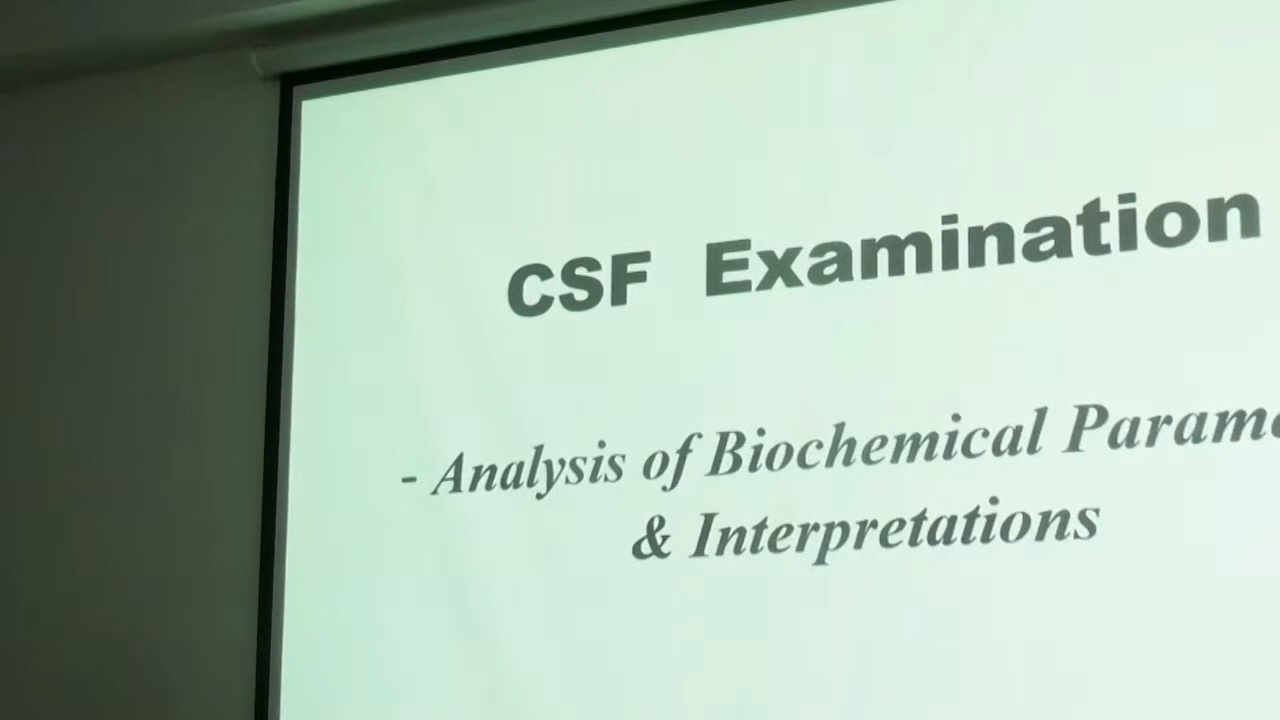 CSF Examination
- Analysis of Biochemical
& Interpretations